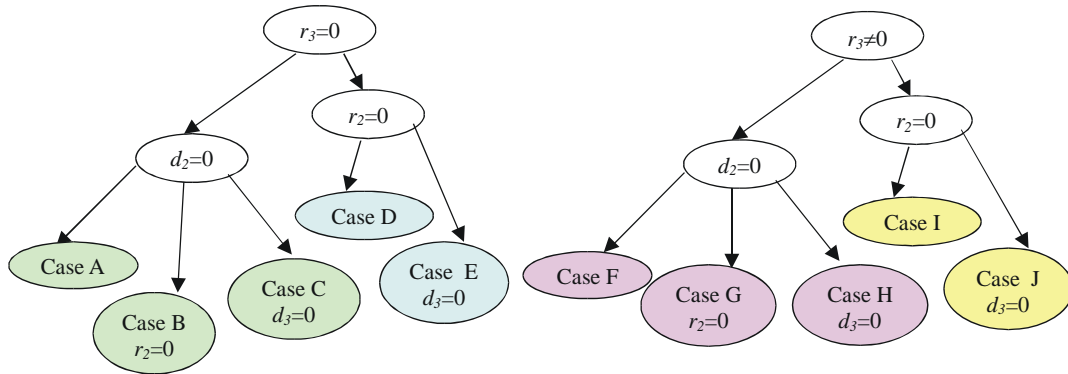 r₃=0
r₂=0
d₂=0
Case D
Case A
Case B
r₂=0
Case C
d₃=0
Case E
d₃=0
r₃≠0
r₂=0
d₂=0
Case I
Case F
Case G
r₂=0
Case H
d₃=0
Case J
d₃=0